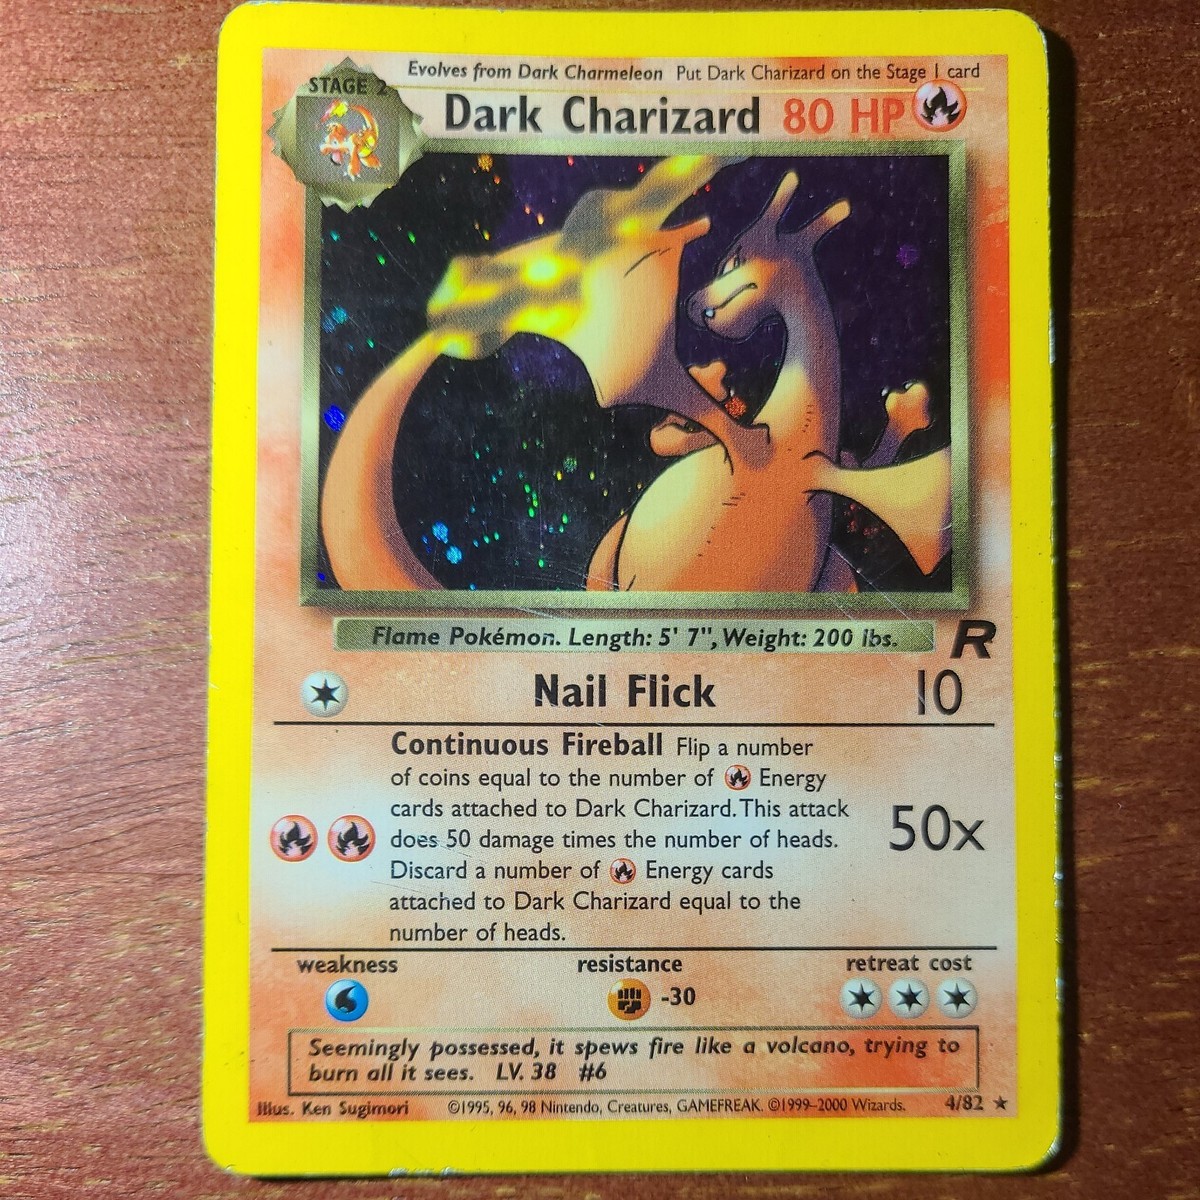 Evolves from Dark Charmeleon Put Dark Charizard on the Stage 1 card
STAGE 2
Dark Charizard 80 HP
Flame Pokémon. Length: 5' 7", Weight: 200 lbs.
R
Nail Flick 10
Continuous Fireball Flip a number
of coins equal to the number of Energy
cards attached to Dark Charizard. This attack
does 50 damage times the number of heads.
50x
Discard a number of Energy cards
attached to Dark Charizard equal to the
number of heads.
weakness resistance retreat cost
-30
Seemingly possessed, it spews fire like a volcano, trying to
burn all it sees. LV. 38 #6
Illus. Ken Sugimori ©1995, 96, 98 Nintendo, Creatures, GAMEFREAK. ©1999–2000 Wizards. 4/82 ★